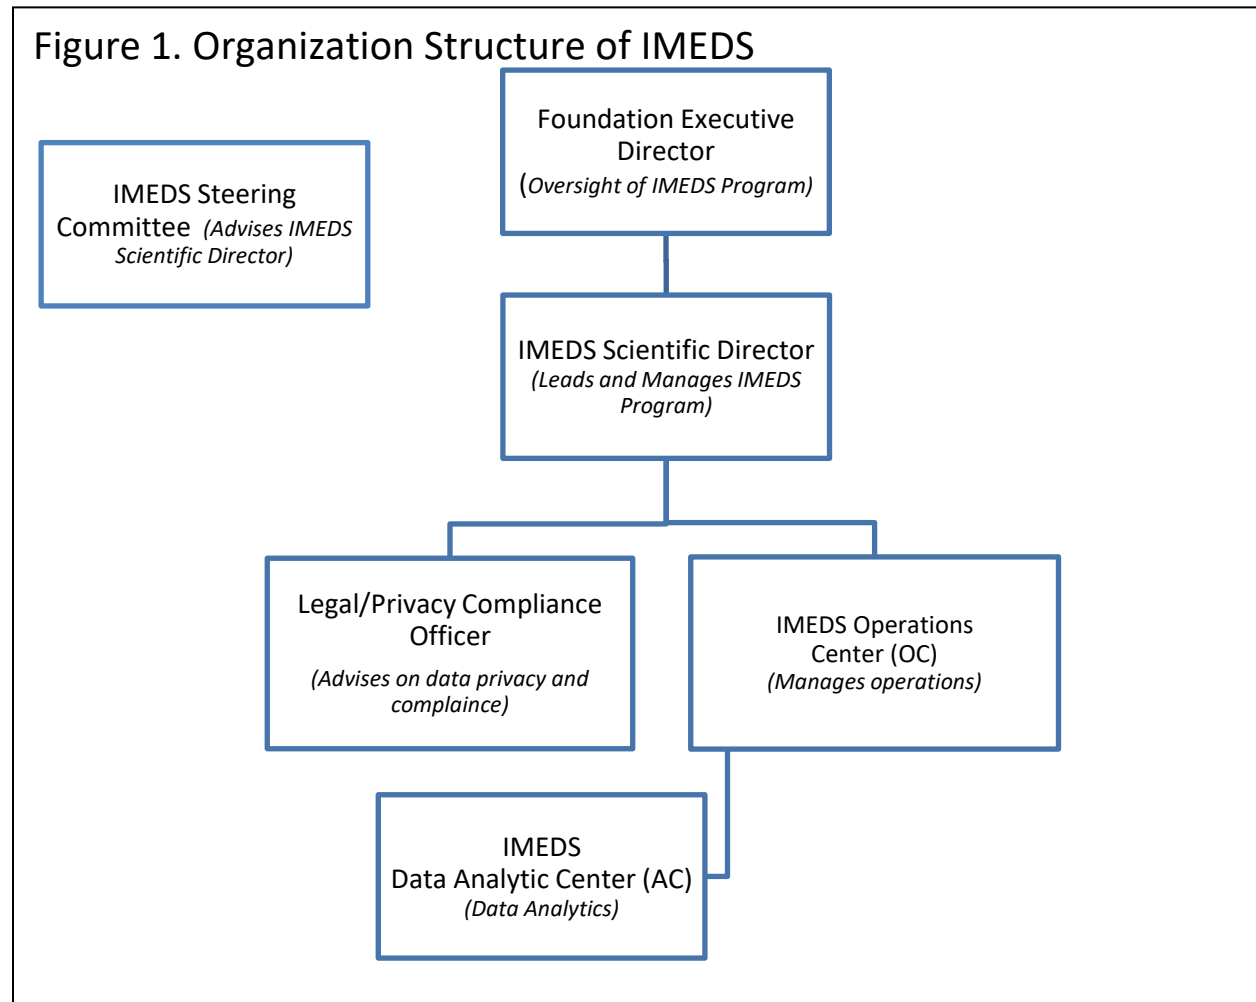 Figure 1. Organization Structure of IMEDS
Foundation Executive
Director
(Oversight of IMEDS Program)
IMEDS Steering
Committee (Advises IMEDS
Scientific Director)
IMEDS Scientific Director
(Leads and Manages IMEDS
Program)
Legal/Privacy Compliance
Officer
(Advises on data privacy and
complaince)
IMEDS Operations
Center (OC)
(Manages operations)
IMEDS
Data Analytic Center (AC)
(Data Analytics)